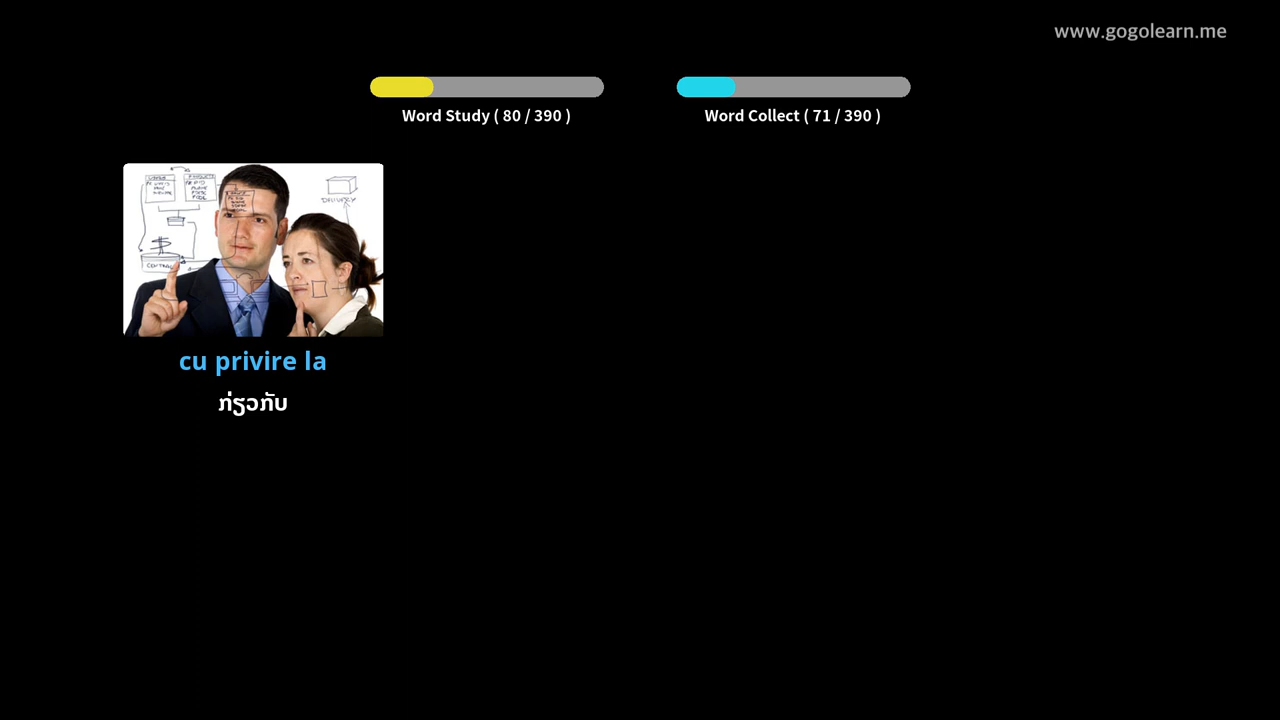 www.gogolearn.me
Word Study ( 80 / 390 )
Word Collect ( 71 / 390 )
DELIVERY
$
cu privire la
ກ່ຽວກັບ